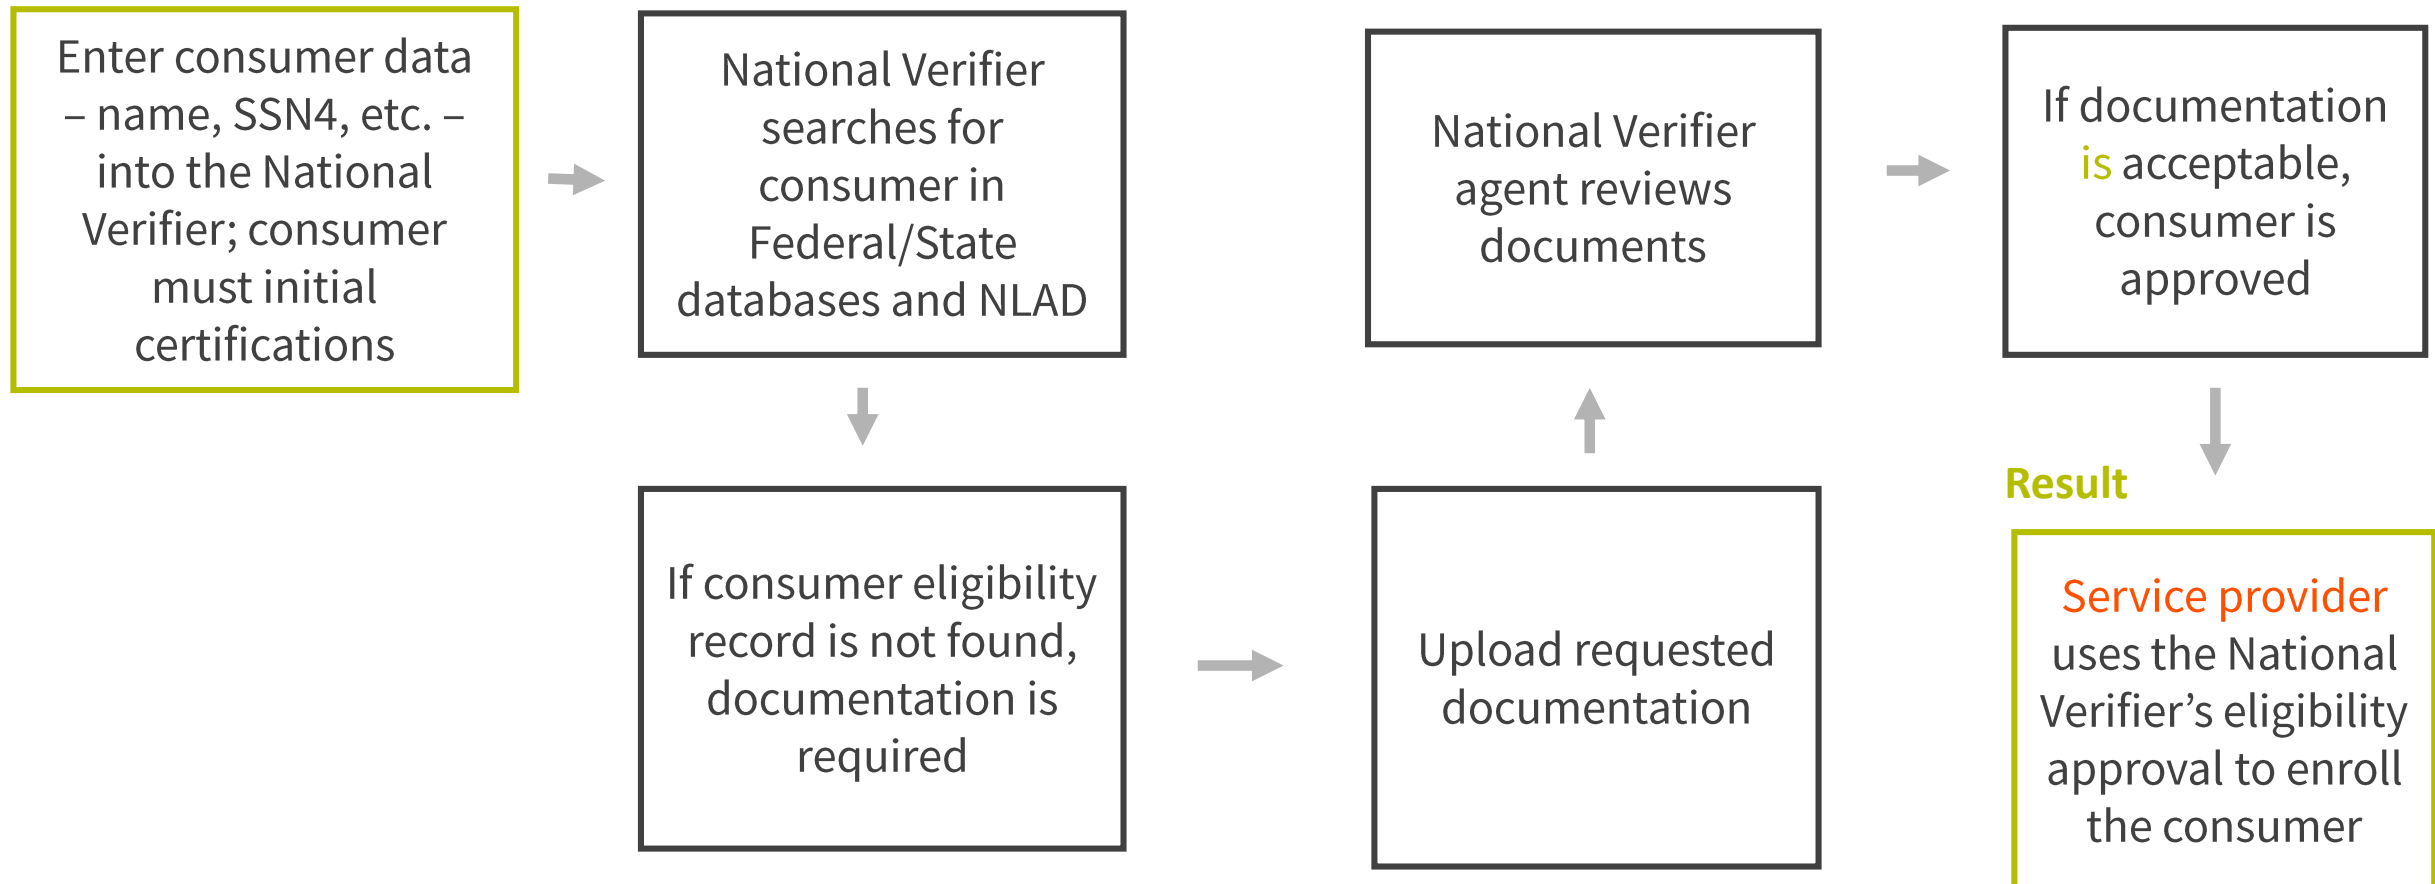 Enter consumer data
– name, SSN4, etc. –
into the National
Verifier; consumer
must initial
certifications
National Verifier
searches for
consumer in
Federal/State
databases and NLAD
If consumer eligibility
record is not found,
documentation is
required
Upload requested
documentation
National Verifier
agent reviews
documents
If documentation
is acceptable,
consumer is
approved
Result
Service provider
uses the National
Verifier’s eligibility
approval to enroll
the consumer